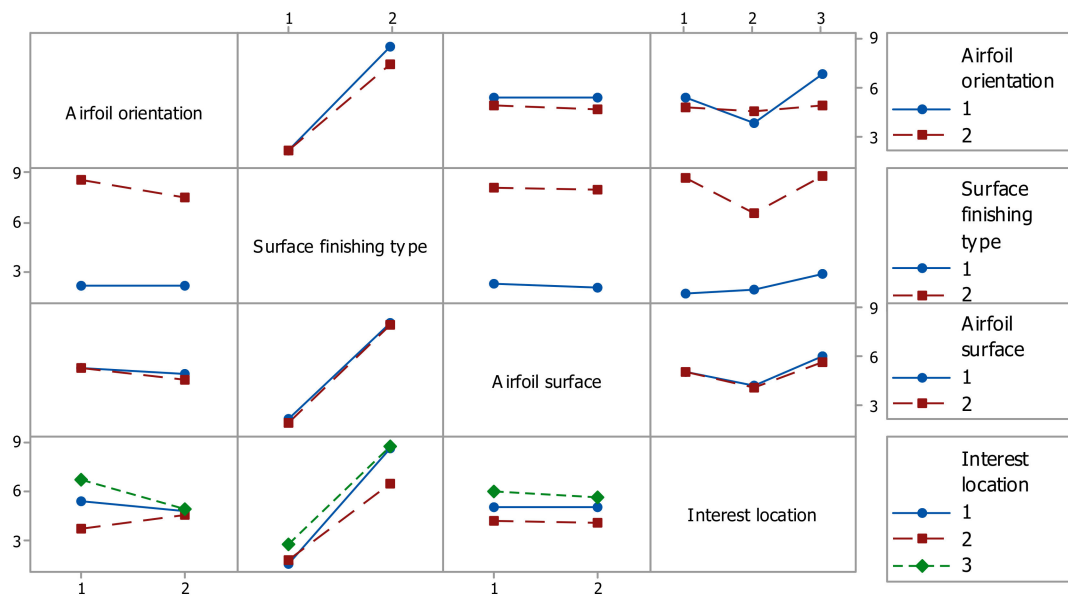 1 2 1 2 3
Airfoil orientation
9
6
3
Airfoil
orientation
1
2
9
6
3
Surface finishing type
Surface
finishing
type
1
2
Airfoil surface
9
6
3
Airfoil
surface
1
2
9
6
3
Interest location
Interest
location
1
2
3
1 2 1 2